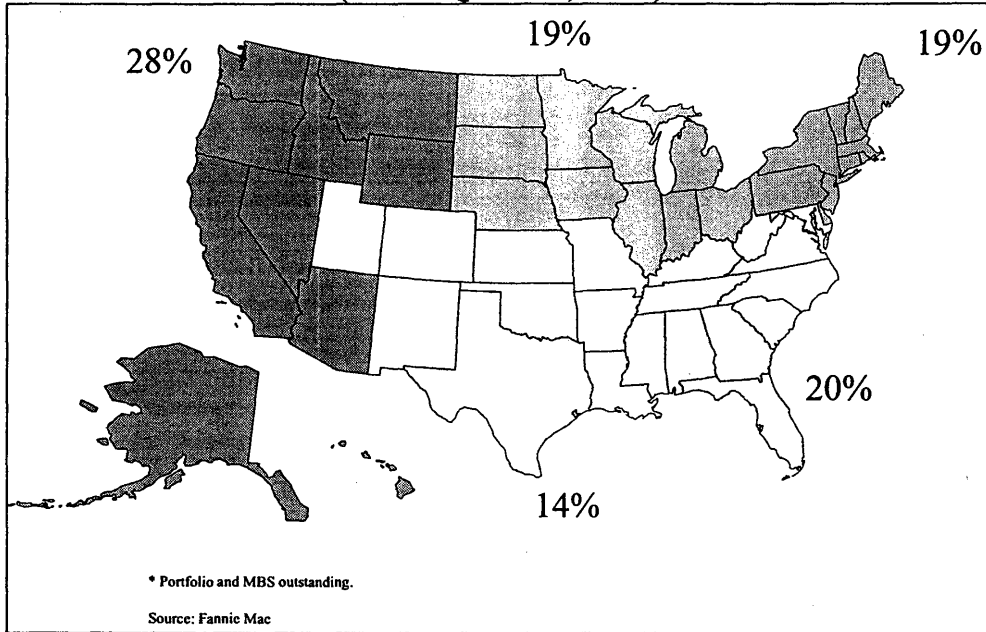 19%
19%
28%
20%
14%
* Portfolio and MBS outstanding.
Source: Fannie Mae